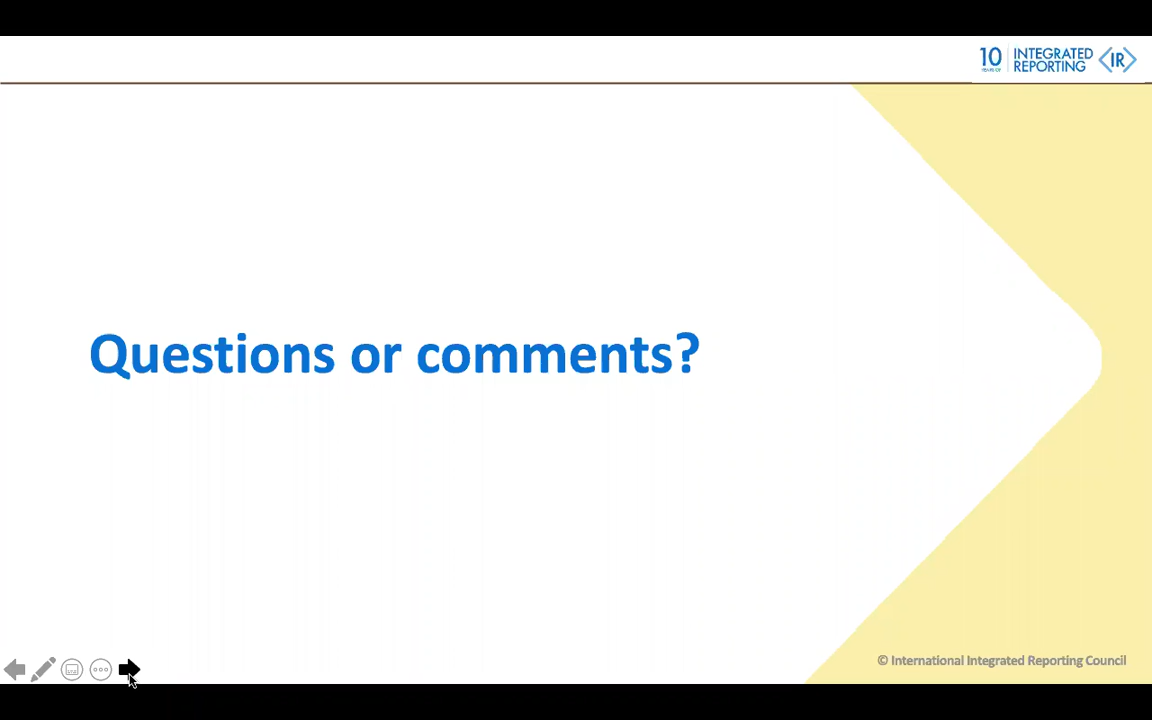 10 INTEGRATED
YEARS OF REPORTING <IR>
Questions or comments?
© International Integrated Reporting Council